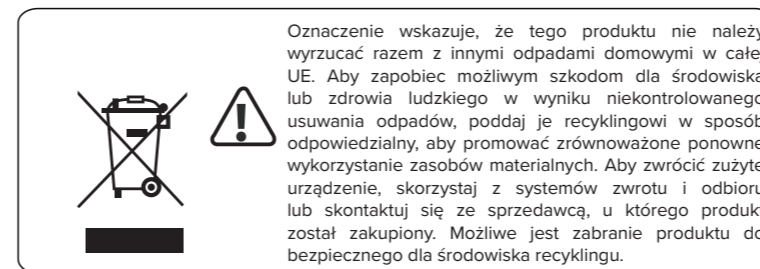 Oznaczenie wskazuje, że tego produktu nie należy
wyrzucać razem z innymi odpadami domowymi w całej
UE. Aby zapobiec możliwym szkodom dla środowiska
lub zdrowia ludzkiego w wyniku niekontrolowanego
usuwania odpadów, poddaj je recyklingowi w sposób
odpowiedzialny, aby promować zrównoważone ponowne
wykorzystanie zasobów materialnych. Aby zwrócić zużyte
urządzenie, skorzystaj z systemów zwrotu i odbioru
lub skontaktuj się ze sprzedawcą, u którego produkt
został zakupiony. Możliwe jest zabranie produktu do
bezpiecznego dla środowiska recyklingu.